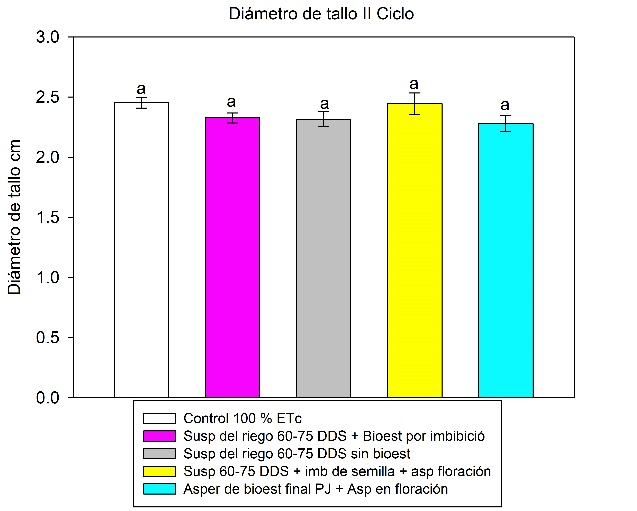 Diámetro de tallo II Ciclo
3.0
2.5
2.0
1.5
1.0
0.5
0.0
Diámetro de tallo cm
a a a a a
Control 100 % ETc
Susp del riego 60-75 DDS + Bioest por imbibició
Susp del riego 60-75 DDS sin bioest
Susp 60-75 DDS + imb de semilla + asp floración
Asper de bioest final PJ + Asp en floración